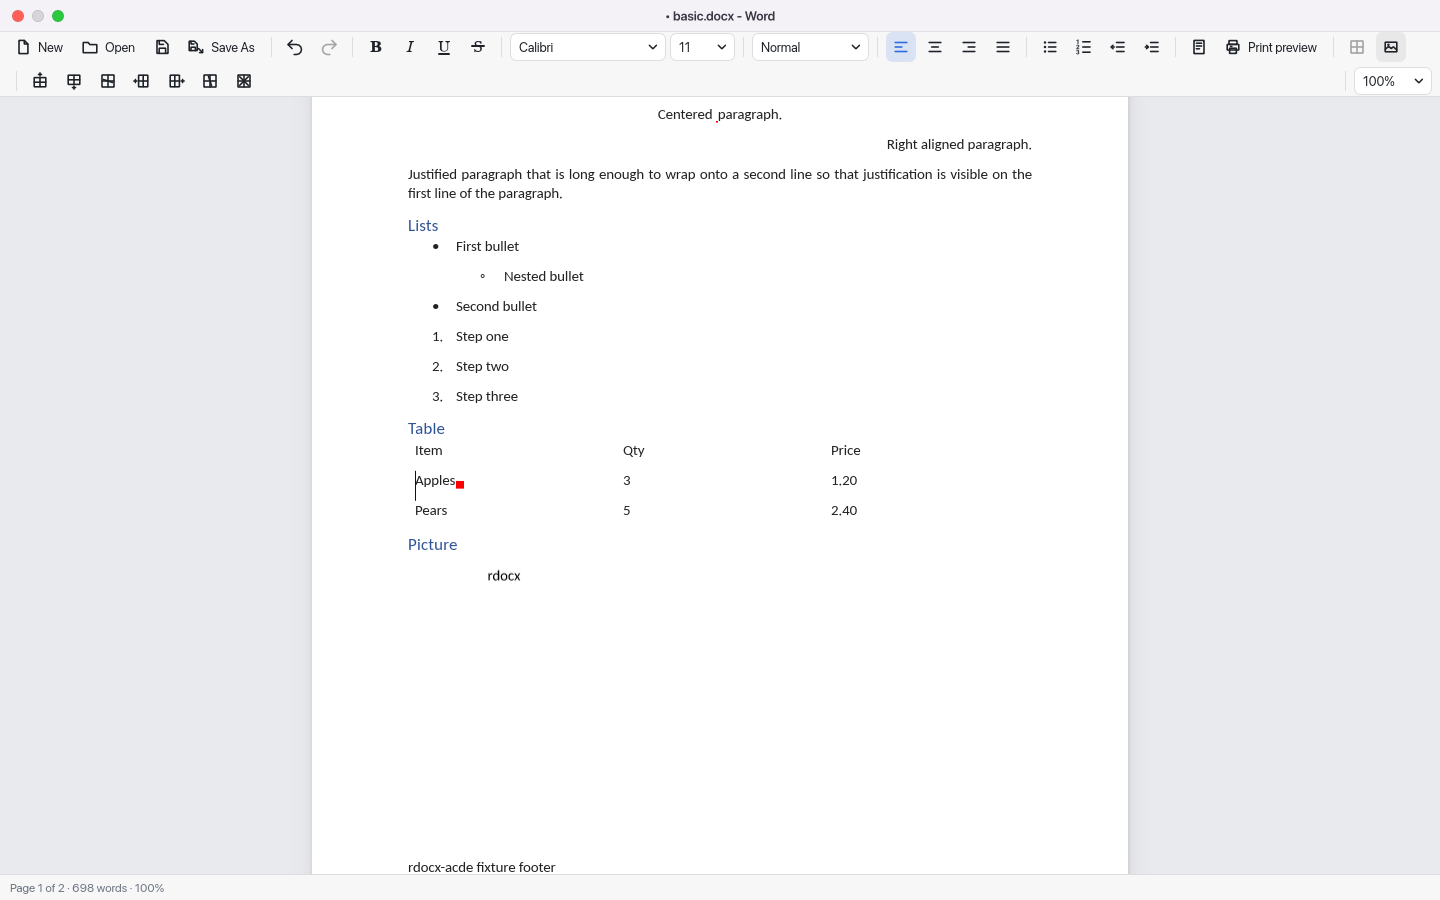 • basic.docx - Word
New Open Save As B I U S Calibri 11 Normal Print preview
100%
Centered paragraph.
Right aligned paragraph.
Justified paragraph that is long enough to wrap onto a second line so that justification is visible on the
first line of the paragraph.
Lists
• First bullet
◦ Nested bullet
• Second bullet
1. Step one
2. Step two
3. Step three
Table
Item Qty Price
Apples 3 1,20
Pears 5 2,40
Picture
rdocx
rdocx-acde fixture footer
Page 1 of 2 · 698 words · 100%